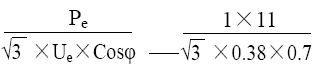 Pe 1×11
√3 ×Ue×Cosφ — √3 ×0.38×0.7